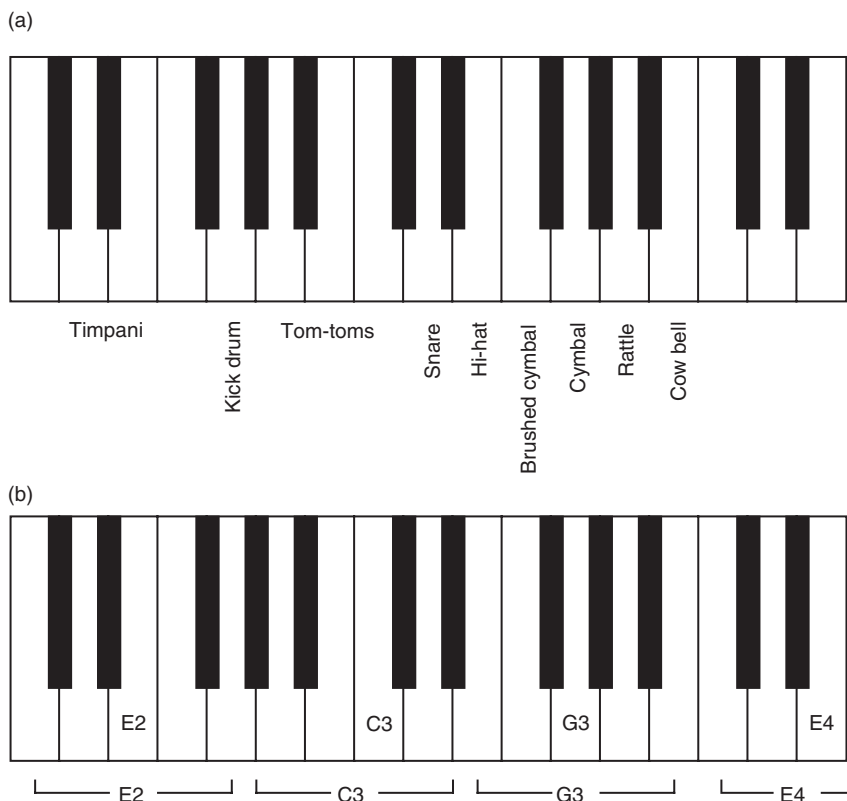 (a)
Timpani
Kick drum
Tom-toms
Snare
Hi-hat
Brushed cymbal
Cymbal
Rattle
Cow bell
(b)
E2
C3
G3
E4
E2
C3
G3
E4